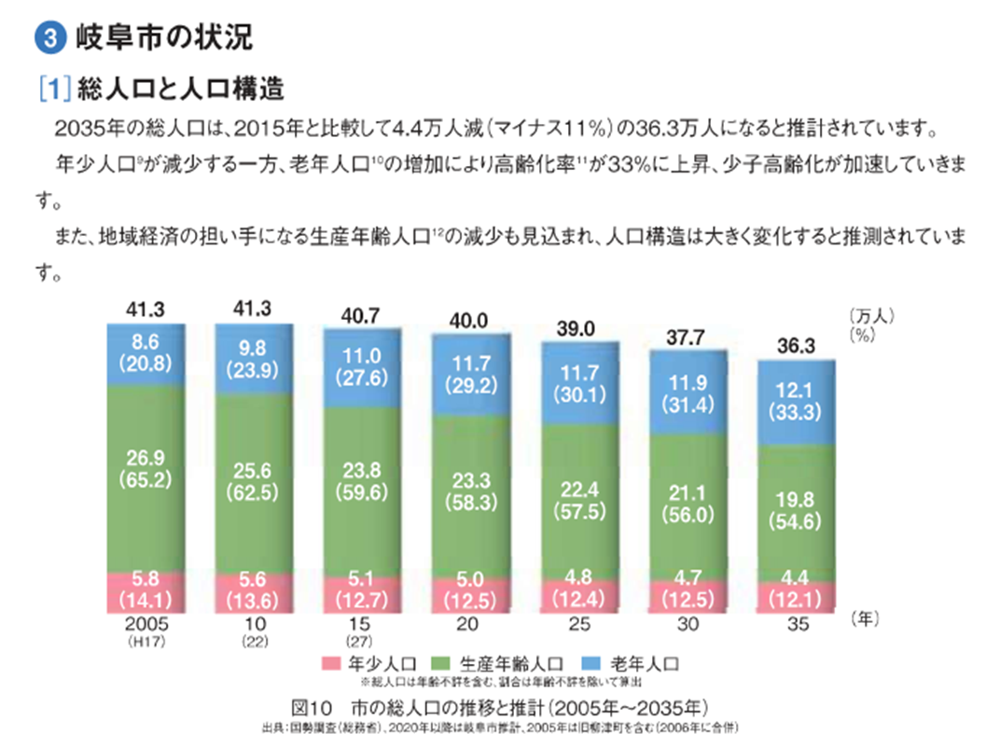 3 岐阜市の状況
[1]総人口と人口構造
2035年の総人口は、2015年と比較して4.4万人減(マイナス11%)の36.3万人になると推計されています。
年少人口⁹が減少する一方、老年人口¹⁰の増加により高齢化率¹¹が33%に上昇、少子高齢化が加速していきま
す。
また、地域経済の担い手になる生産年齢人口¹²の減少も見込まれ、人口構造は大きく変化すると推測されていま
す。
41.3 41.3 40.7 40.0 39.0 37.7 36.3
(万人)
(%)
8.6 9.8 11.0 11.7 11.7 11.9 12.1
(20.8) (23.9) (27.6) (29.2) (30.1) (31.4) (33.3)
26.9 25.6 23.8 23.3 22.4 21.1 19.8
(65.2) (62.5) (59.6) (58.3) (57.5) (56.0) (54.6)
5.8 5.6 5.1 5.0 4.8 4.7 4.4
(14.1) (13.6) (12.7) (12.5) (12.4) (12.5) (12.1)
2005 10 15 20 25 30 35 (年)
(H17) (22) (27)
年少人口 生産年齢人口 老年人口
※総人口は年齢不詳を含む、割合は年齢不詳を除いて算出
図10 市の総人口の推移と推計(2005年〜2035年)
出典:国勢調査(総務省)、2020年以降は岐阜市推計、2005年は旧柳津町を含む(2006年に合併)